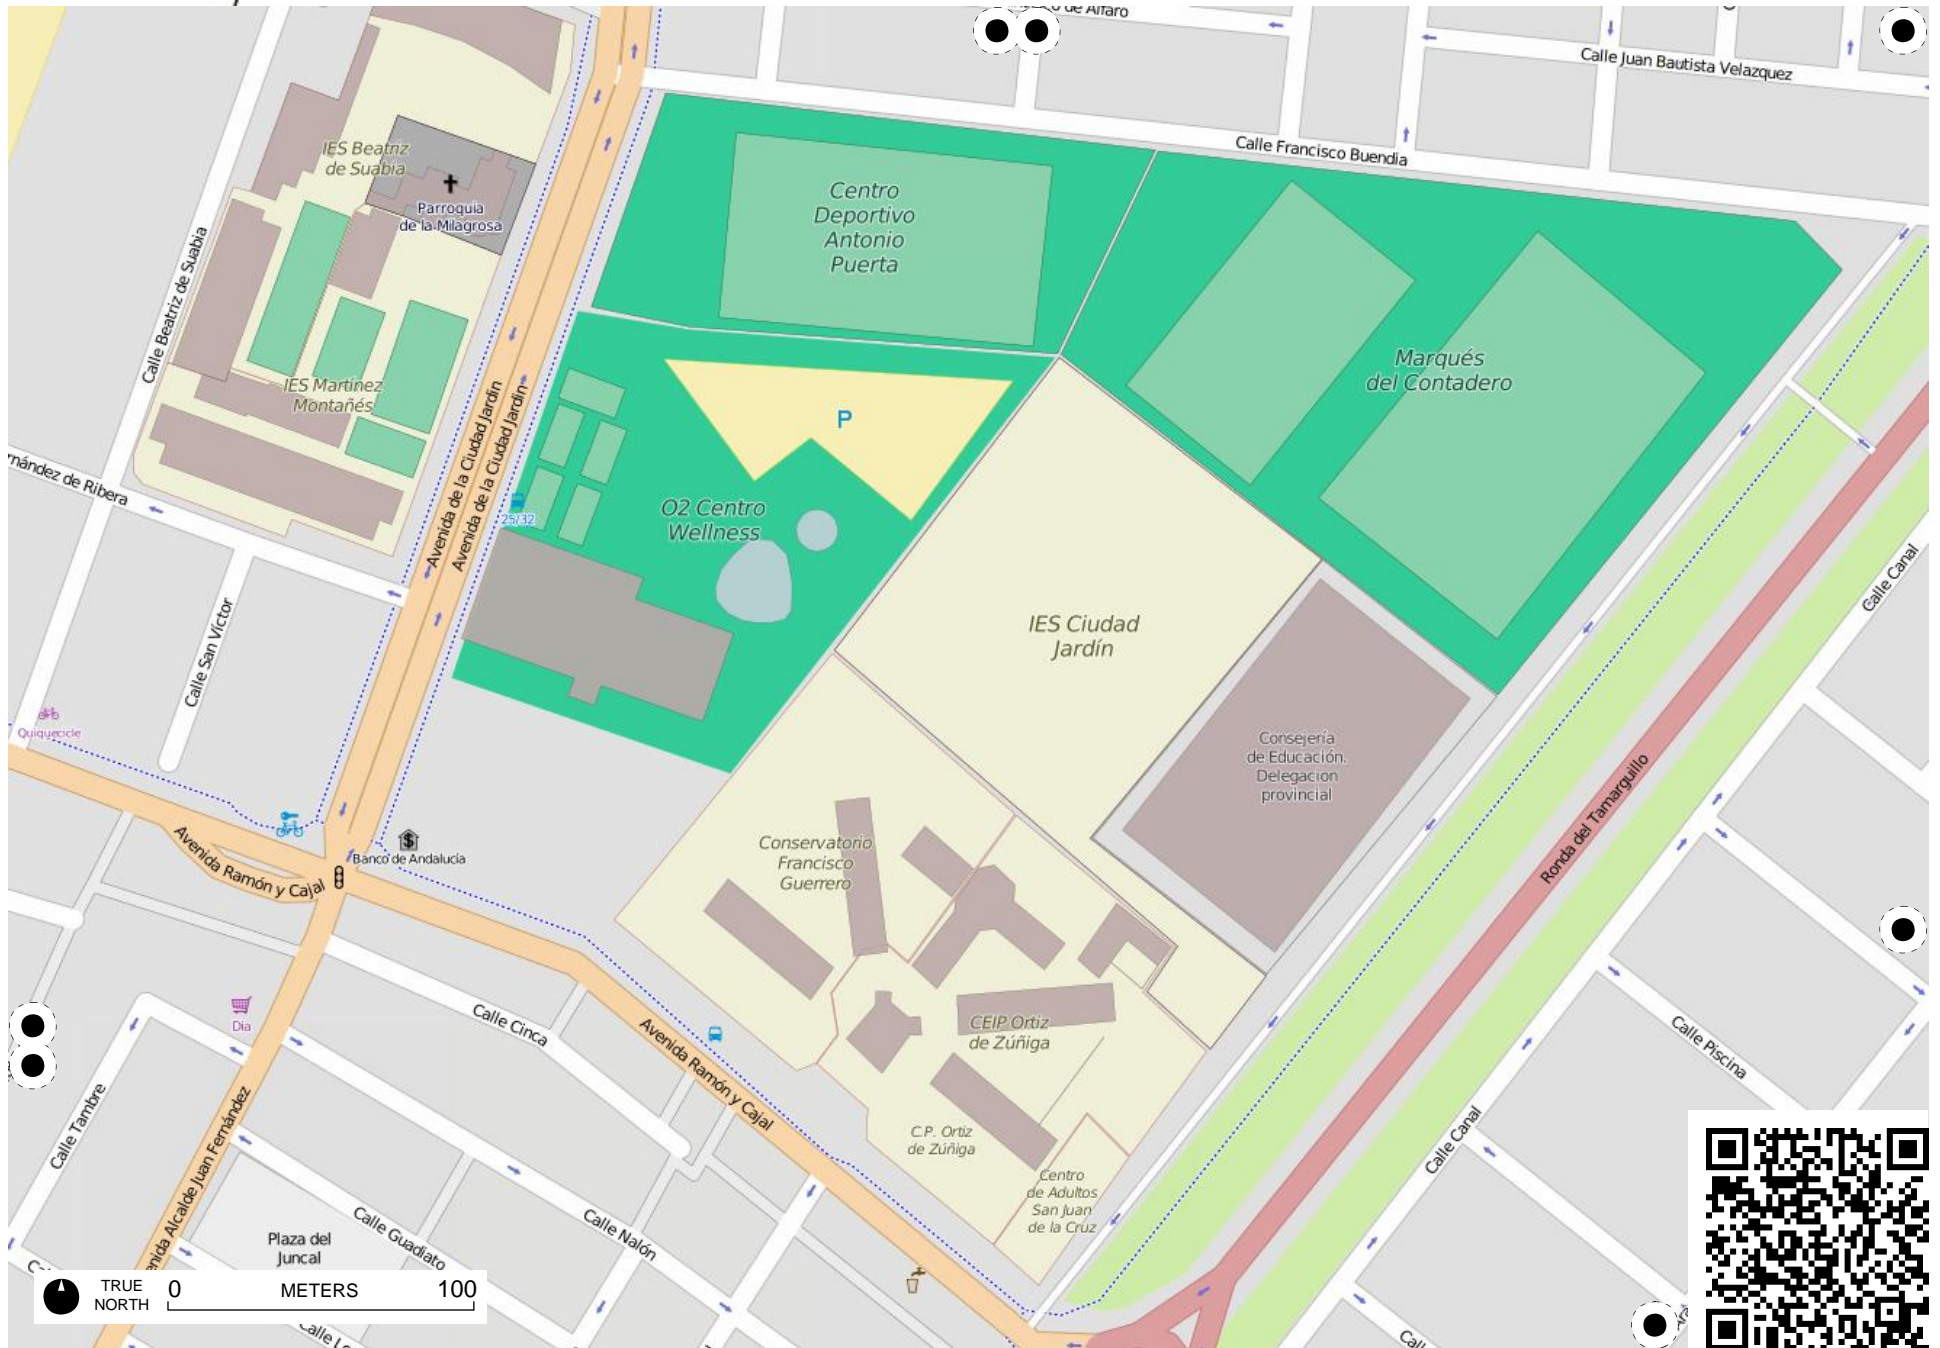 de Alfaro
Calle Juan Bautista Velazquez
Calle Francisco Buendia
IES Beatriz
de Suabia
Parroquia
de la Milagrosa
Centro
Deportivo
Antonio
Puerta
Calle Beatriz de Suabia
Marqués
del Contadero
IES Martínez
Montañés
P
Avenida de la Ciudad Jardín
Avenida de la Ciudad Jardín
rnández de Ribera
25/32
O2 Centro
Wellness
Calle Canal
IES Ciudad
Jardín
Calle San Víctor
Quiquecicle
Consejería
de Educación.
Delegacion
provincial
Ronda del Tamarguillo
Avenida Ramón y Cajal
$
Banco de Andalucía
Conservatorio
Francisco
Guerrero
Dia
Calle Cinca
Avenida Ramón y Cajal
CEIP Ortiz
de Zúñiga
Calle Piscina
Calle Tambre
C.P. Ortiz
de Zúñiga
Calle Canal
Centro
de Adultos
San Juan
de la Cruz
enida Alcalde Juan Fernández
Calle Guadiato
Calle Nalón
Plaza del
Juncal
TRUE
NORTH
0 METERS 100